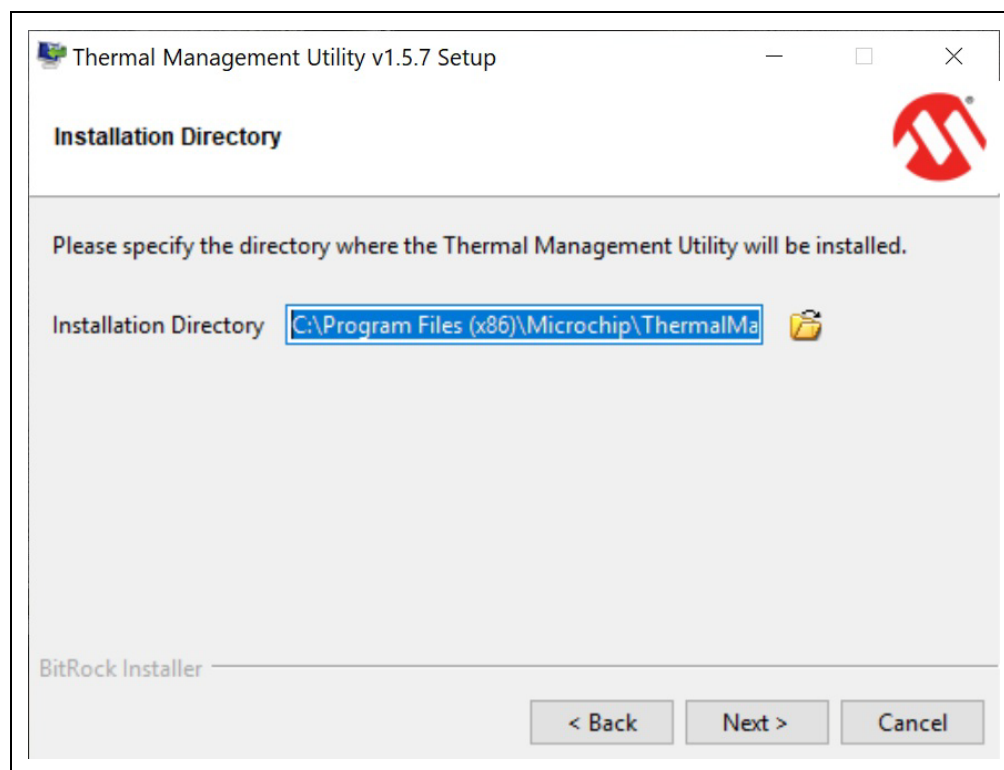 Thermal Management Utility v1.5.7 Setup
Installation Directory
Please specify the directory where the Thermal Management Utility will be installed.
Installation Directory C:\Program Files (x86)\Microchip\ThermalMa
BitRock Installer
< Back Next > Cancel